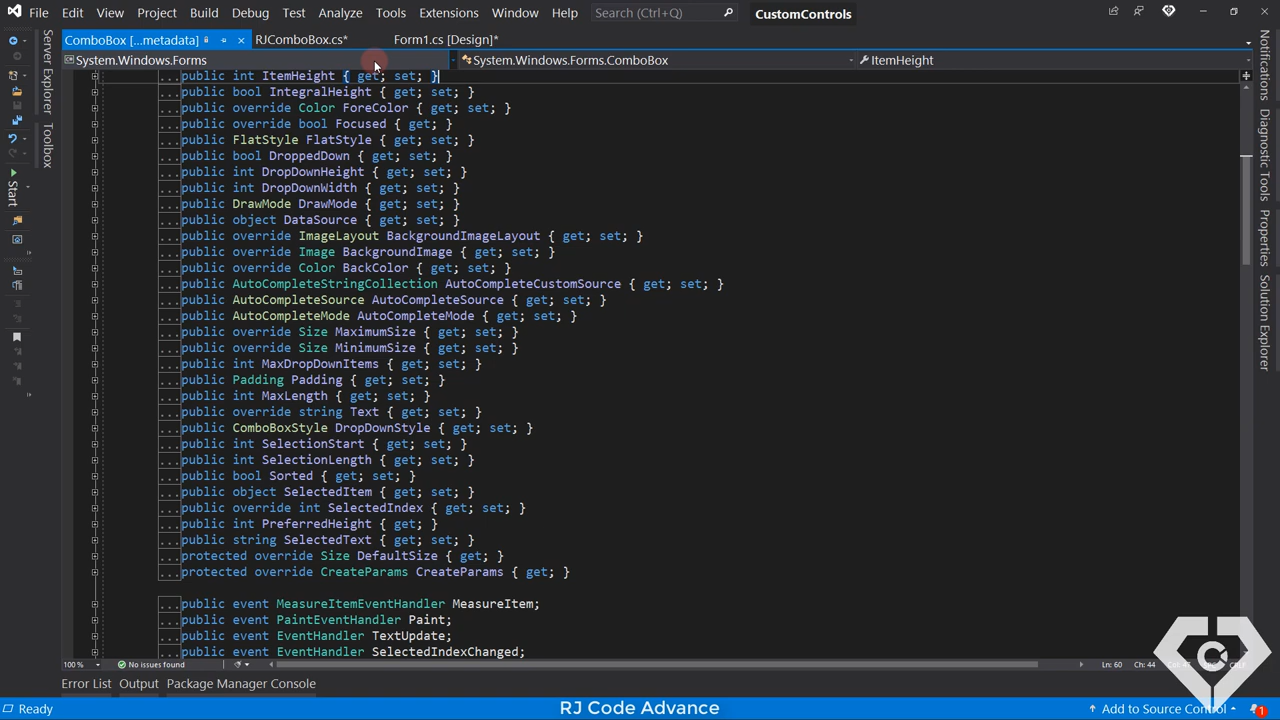 File Edit View Project Build Debug Test Analyze Tools Extensions Window Help Search (Ctrl+Q) CustomControls
ComboBox [...metadata] RJComboBox.cs* Form1.cs [Design]*
System.Windows.Forms System.Windows.Forms.ComboBox ItemHeight
...public int ItemHeight { get; set; }
...public bool IntegralHeight { get; set; }
...public override Color ForeColor { get; set; }
...public override bool Focused { get; }
...public FlatStyle FlatStyle { get; set; }
...public bool DroppedDown { get; set; }
...public int DropDownHeight { get; set; }
...public int DropDownWidth { get; set; }
...public DrawMode DrawMode { get; set; }
...public object DataSource { get; set; }
...public override ImageLayout BackgroundImageLayout { get; set; }
...public override Image BackgroundImage { get; set; }
...public override Color BackColor { get; set; }
...public AutoCompleteStringCollection AutoCompleteCustomSource { get; set; }
...public AutoCompleteSource AutoCompleteSource { get; set; }
...public AutoCompleteMode AutoCompleteMode { get; set; }
...public override Size MaximumSize { get; set; }
...public override Size MinimumSize { get; set; }
...public int MaxDropDownItems { get; set; }
...public Padding Padding { get; set; }
...public int MaxLength { get; set; }
...public override string Text { get; set; }
...public ComboBoxStyle DropDownStyle { get; set; }
...public int SelectionStart { get; set; }
...public int SelectionLength { get; set; }
...public bool Sorted { get; set; }
...public object SelectedItem { get; set; }
...public override int SelectedIndex { get; set; }
...public int PreferredHeight { get; }
...public string SelectedText { get; set; }
...protected override Size DefaultSize { get; }
...protected override CreateParams CreateParams { get; }
...public event MeasureItemEventHandler MeasureItem;
...public event PaintEventHandler Paint;
...public event EventHandler TextUpdate;
...public event EventHandler SelectedIndexChanged;
Server Explorer
Toolbox
Start
Notifications
Diagnostic Tools
Properties
Solution Explorer
100 % No issues found Ln: 60 Ch: 44
Error List Output Package Manager Console
Ready RJ Code Advance Add to Source Control 1